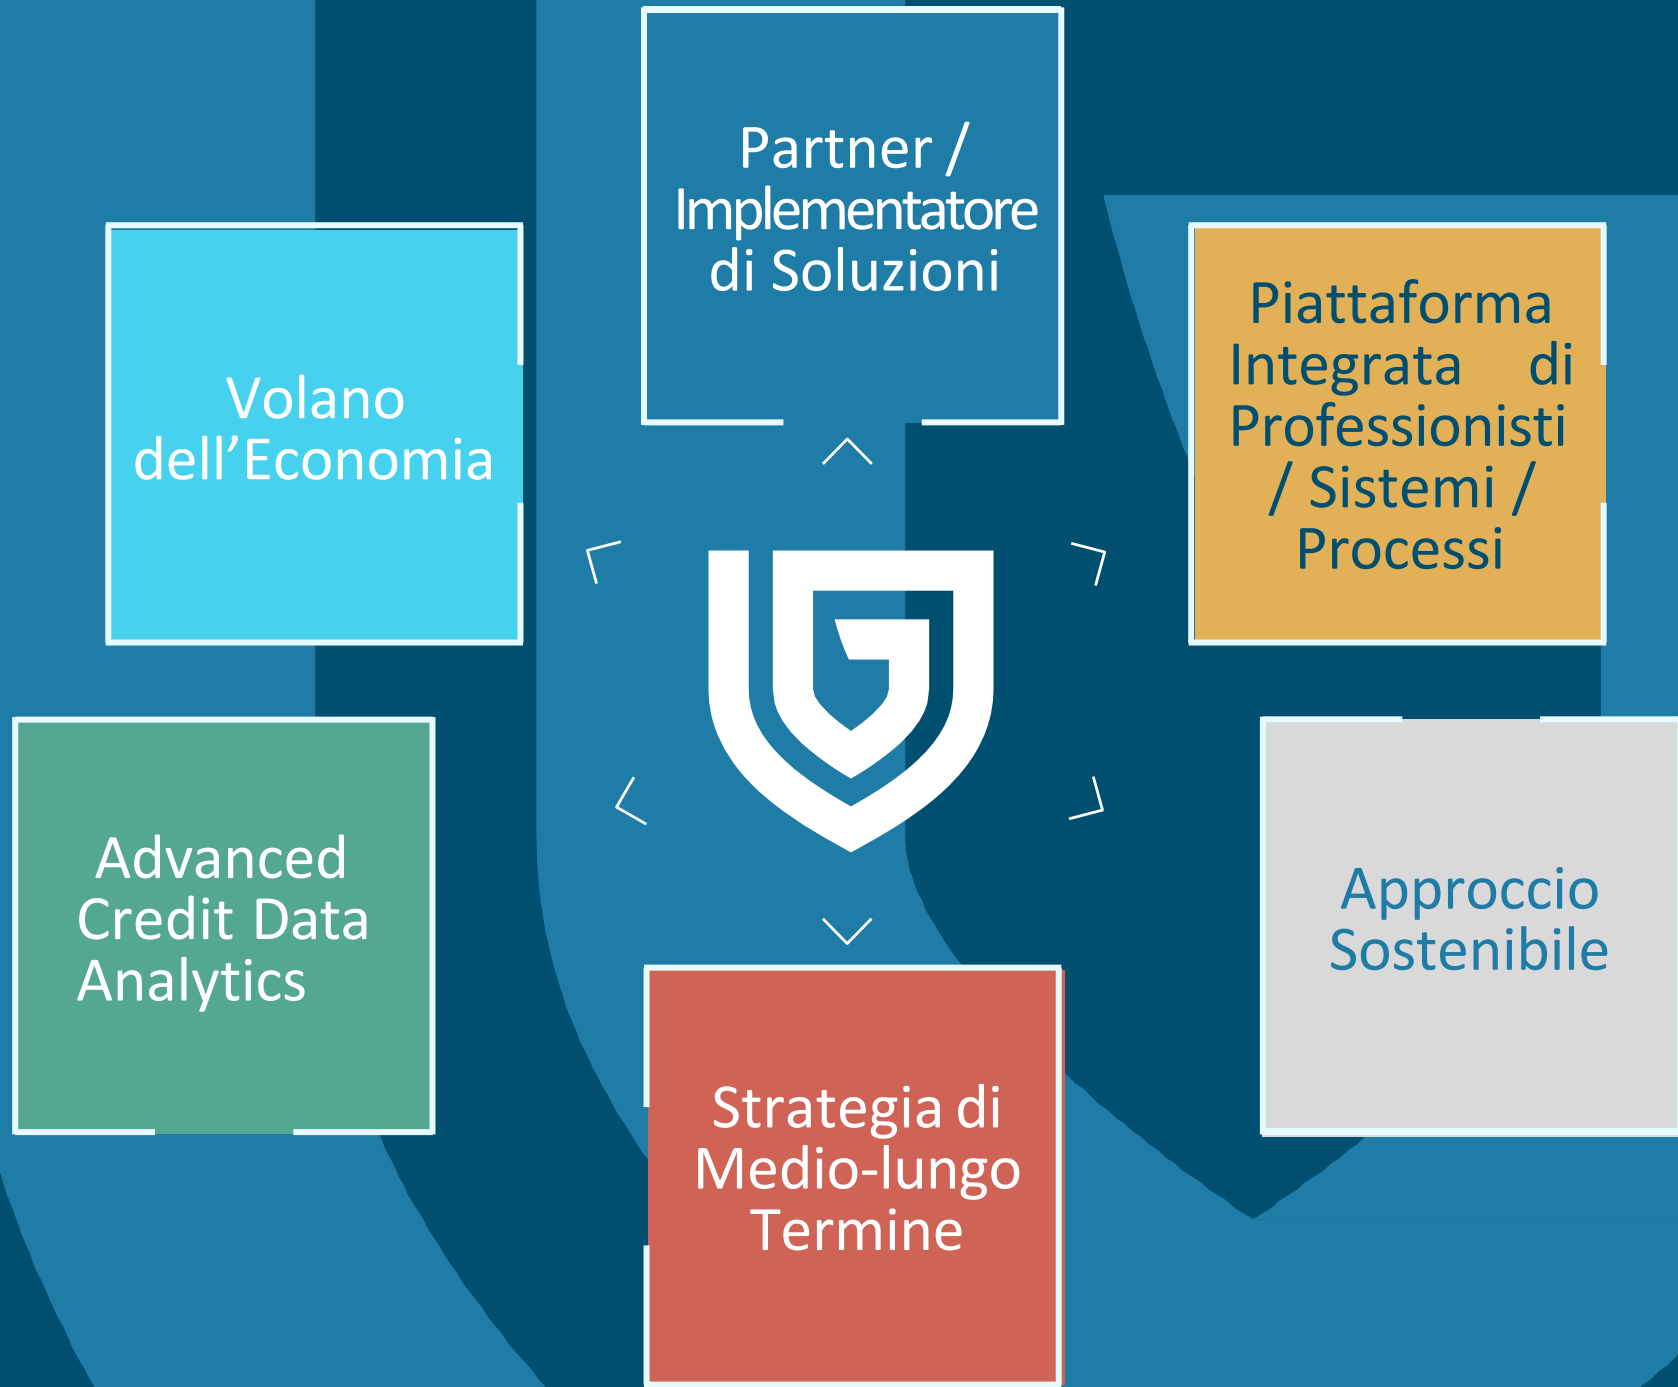 Partner /
Implementatore
di Soluzioni
Volano
dell’Economia
Piattaforma
Integrata di
Professionisti
/ Sistemi /
Processi
Advanced
Credit Data
Analytics
Approccio
Sostenibile
Strategia di
Medio-lungo
Termine